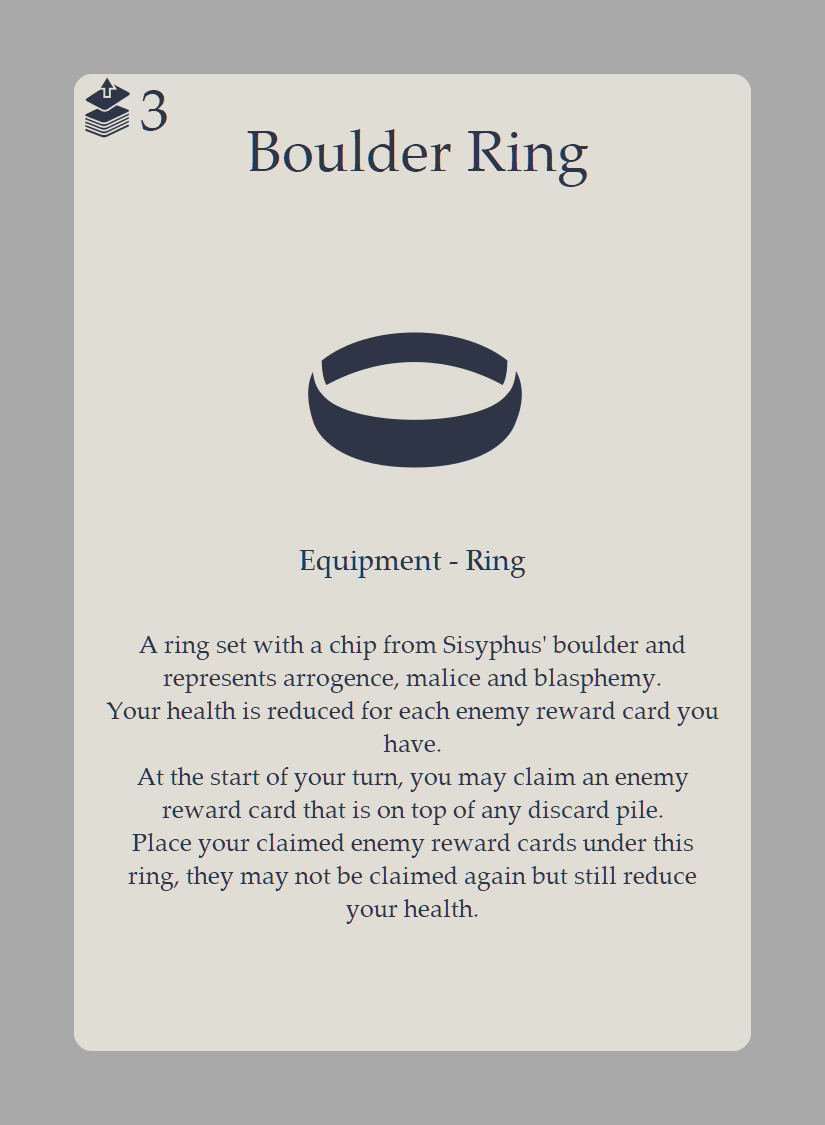 3
Boulder Ring
Equipment - Ring
A ring set with a chip from Sisyphus' boulder and
represents arrogence, malice and blasphemy.
Your health is reduced for each enemy reward card you
have.
At the start of your turn, you may claim an enemy
reward card that is on top of any discard pile.
Place your claimed enemy reward cards under this
ring, they may not be claimed again but still reduce
your health.